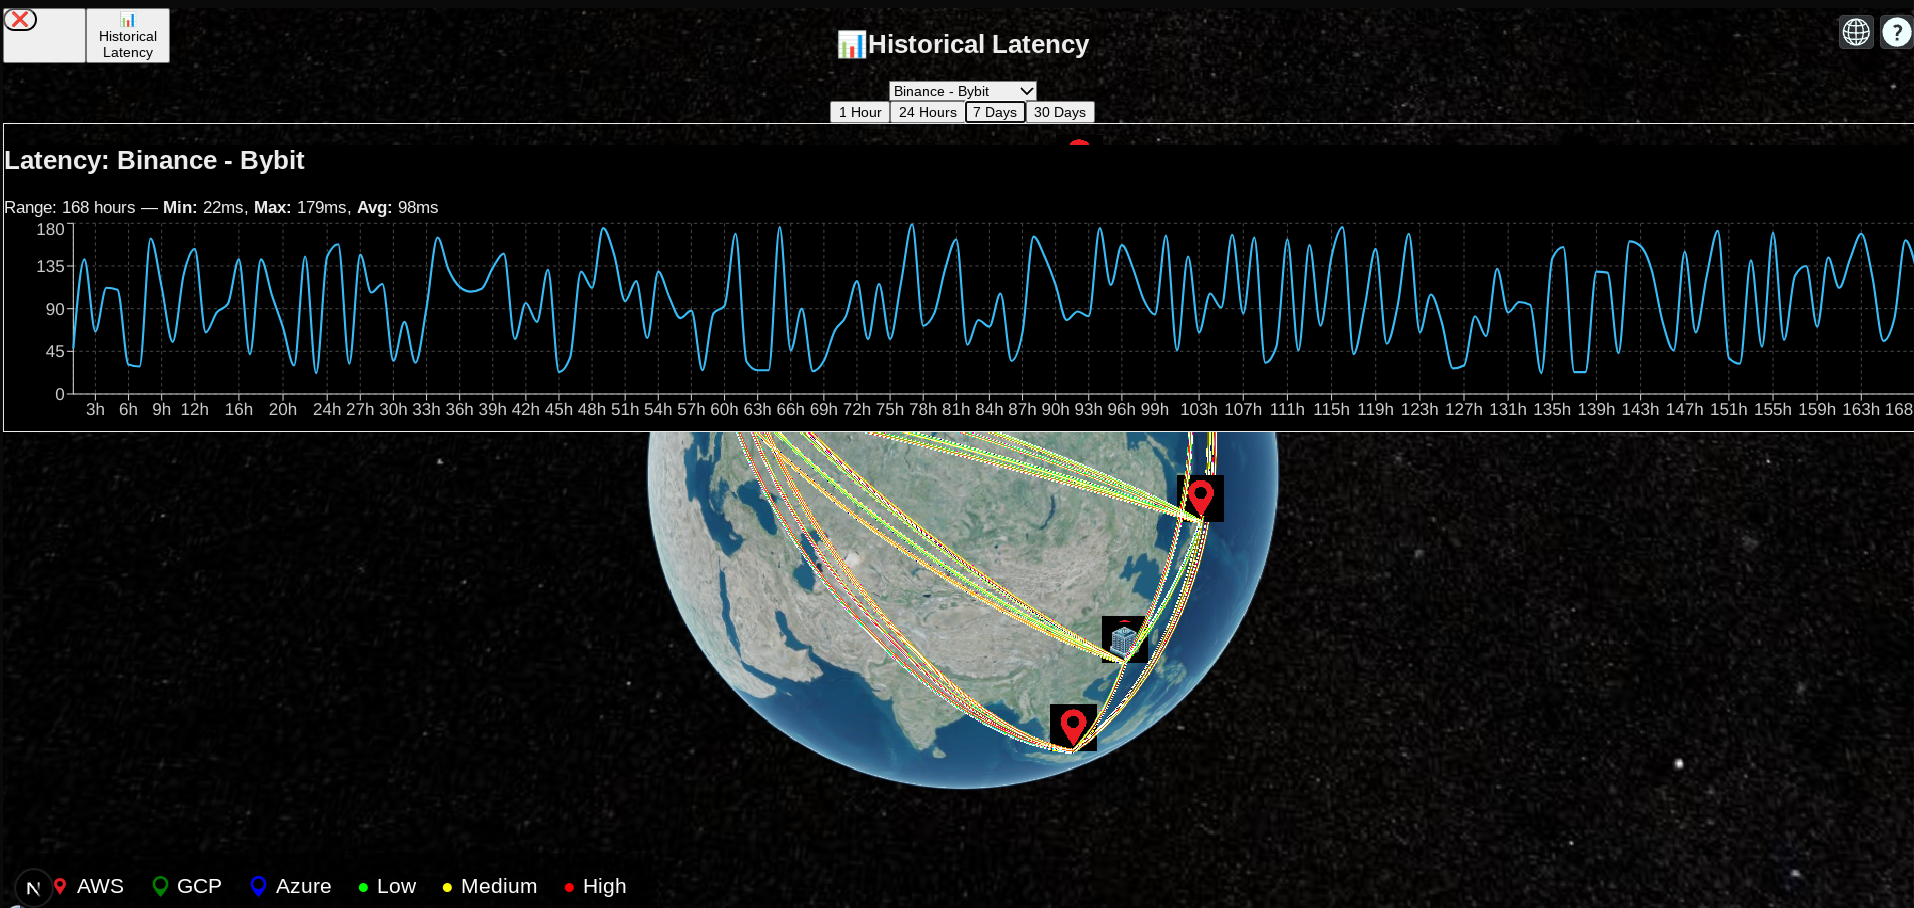 ❌
📊
Historical
Latency
📊Historical Latency
?
Binance - Bybit
1 Hour 24 Hours 7 Days 30 Days
Latency: Binance - Bybit
Range: 168 hours — Min: 22ms, Max: 179ms, Avg: 98ms
180
135
90
45
0
3h 6h 9h 12h 16h 20h 24h 27h 30h 33h 36h 39h 42h 45h 48h 51h 54h 57h 60h 63h 66h 69h 72h 75h 78h 81h 84h 87h 90h 93h 96h 99h 103h 107h 111h 115h 119h 123h 127h 131h 135h 139h 143h 147h 151h 155h 159h 163h 168
N AWS GCP Azure Low Medium High